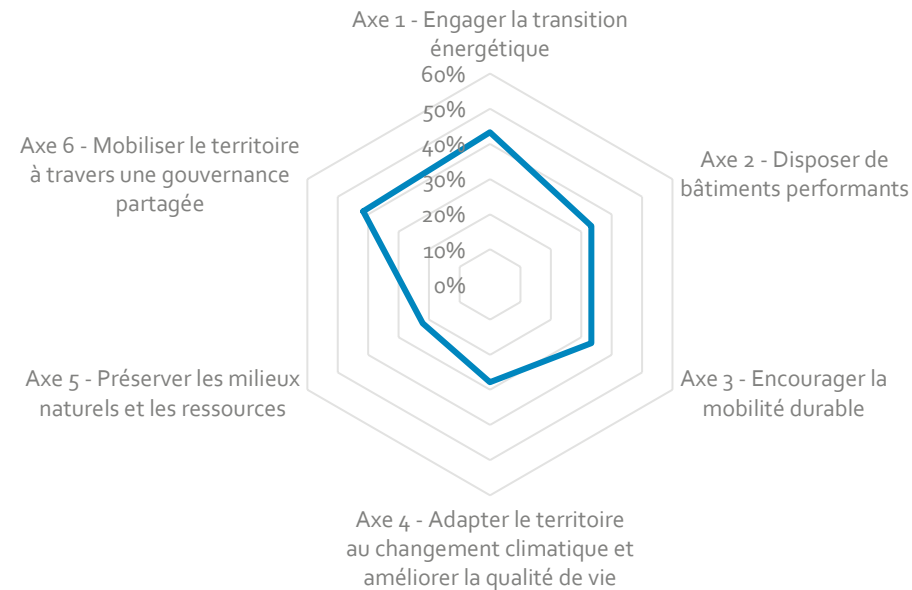 Axe 1 - Engager la transition
énergétique
60%
50%
40%
30%
20%
10%
0%
Axe 2 - Disposer de
bâtiments performants
Axe 3 - Encourager la
mobilité durable
Axe 4 - Adapter le territoire
au changement climatique et
améliorer la qualité de vie
Axe 5 - Préserver les milieux
naturels et les ressources
Axe 6 - Mobiliser le territoire
à travers une gouvernance
partagée